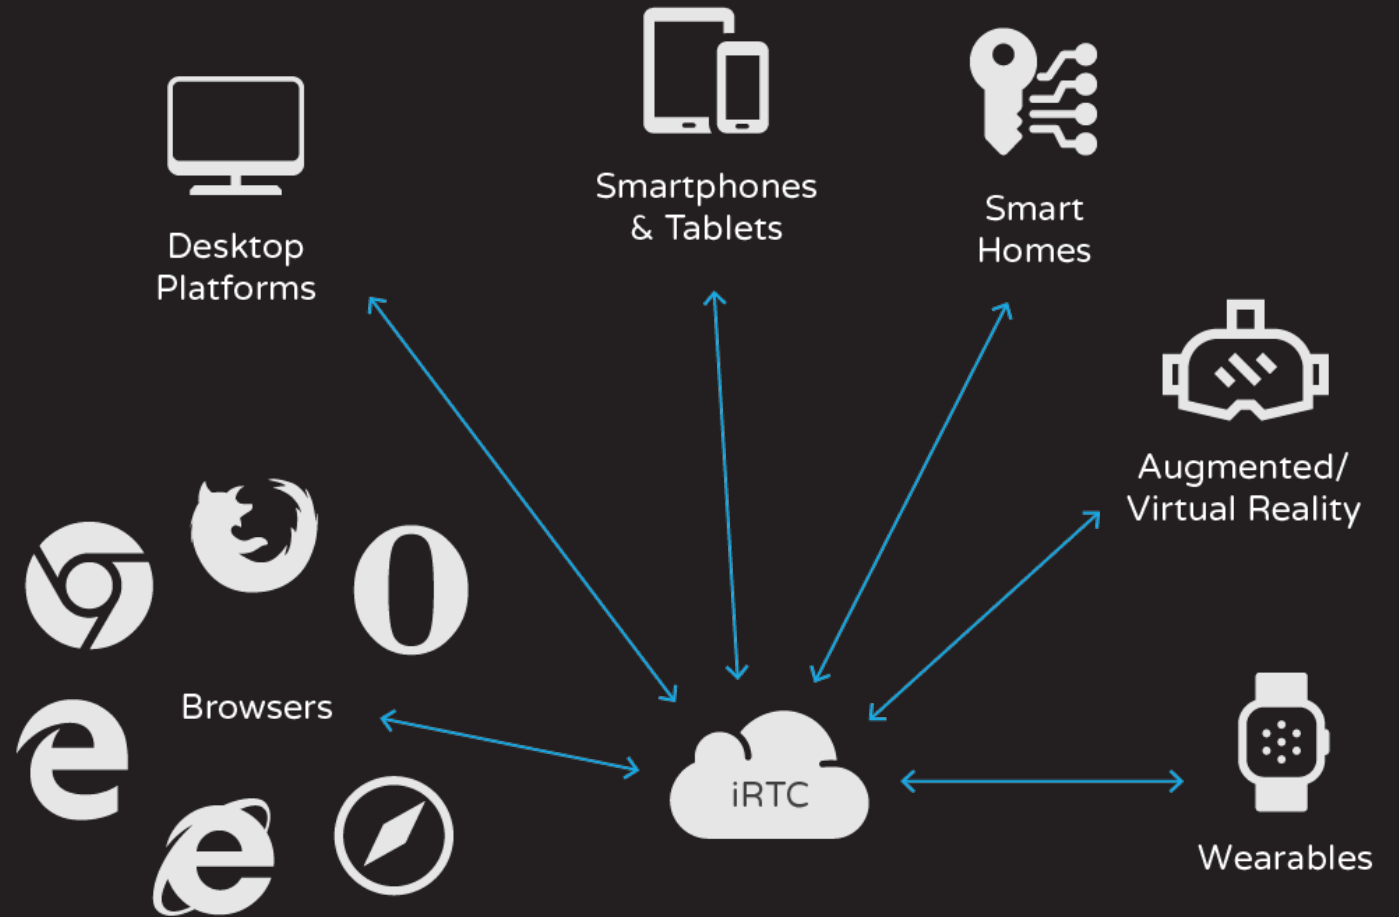 Desktop
Platforms
Smartphones
& Tablets
Smart
Homes
Augmented/
Virtual Reality
Browsers
iRTC
Wearables